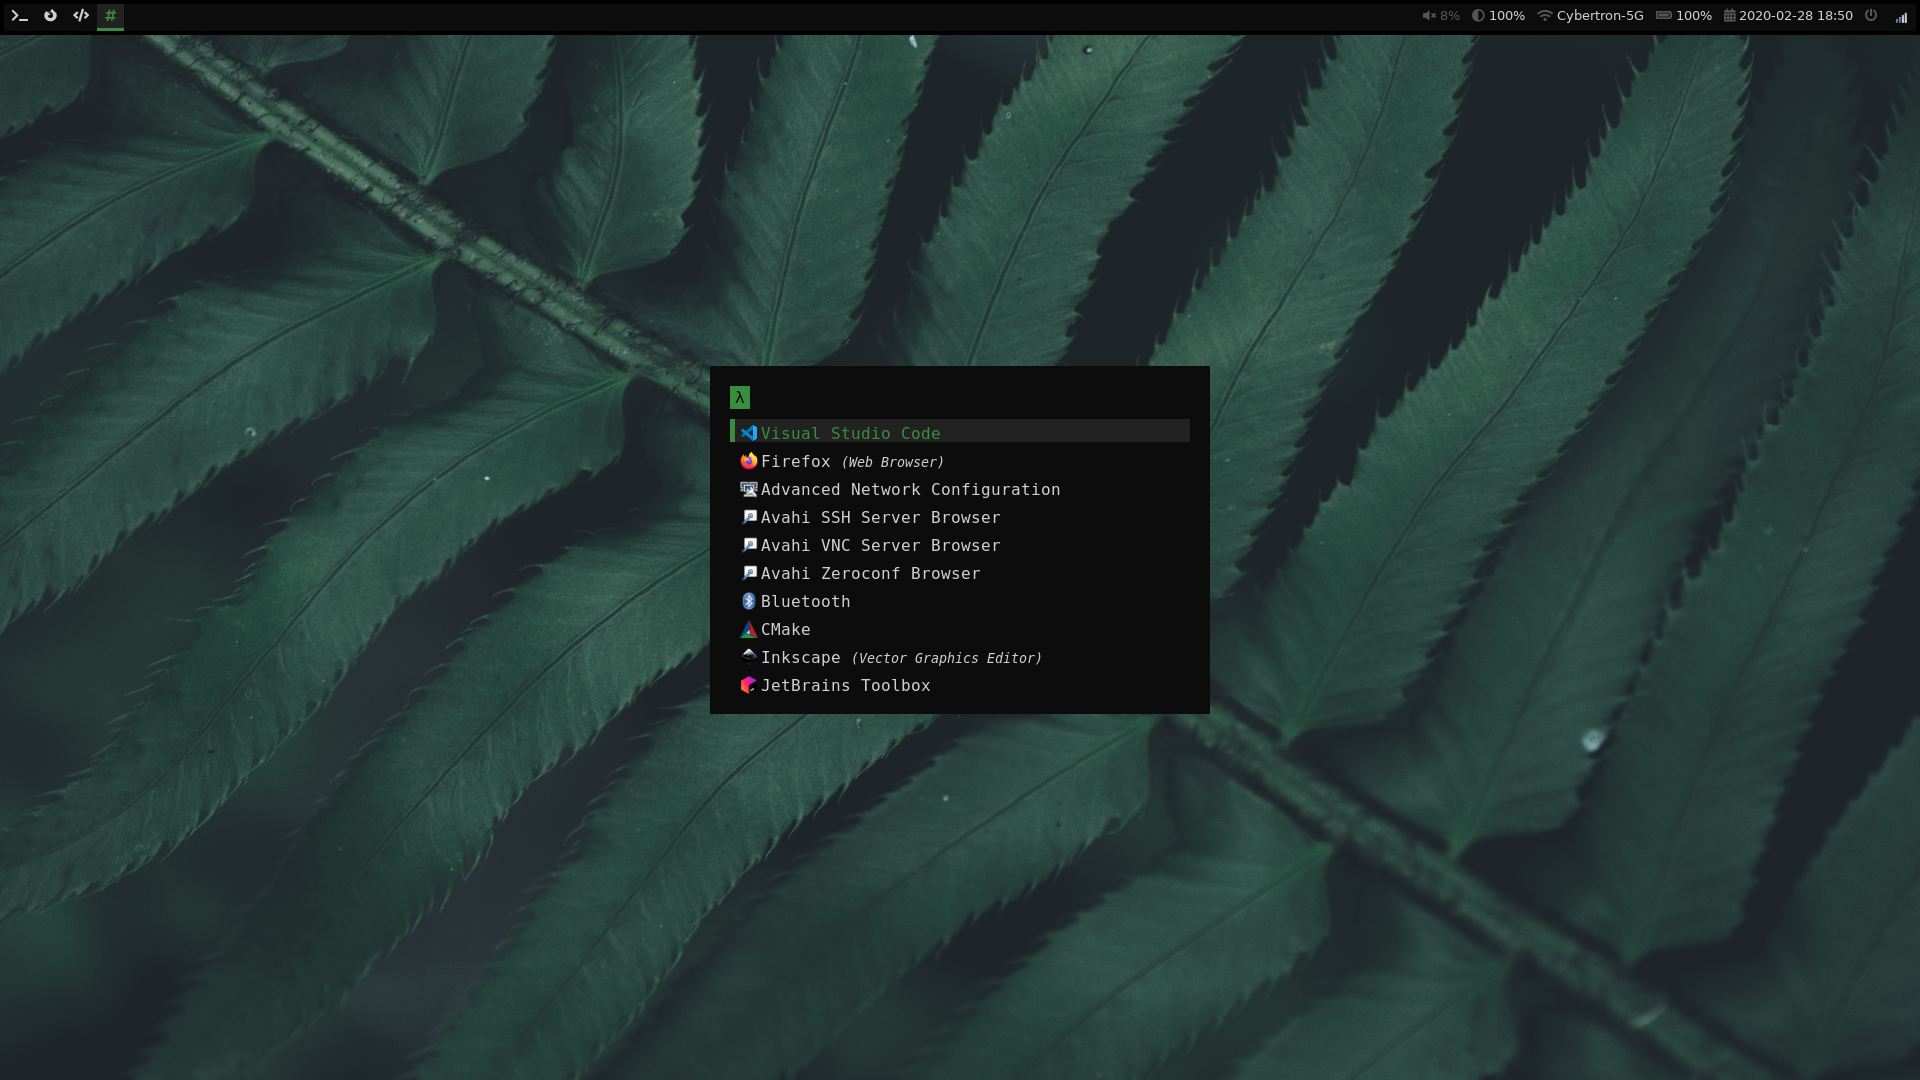 #
8% 100% Cybertron-5G 100% 2020-02-28 18:50
λ
Visual Studio Code
Firefox (Web Browser)
Advanced Network Configuration
Avahi SSH Server Browser
Avahi VNC Server Browser
Avahi Zeroconf Browser
Bluetooth
CMake
Inkscape (Vector Graphics Editor)
JetBrains Toolbox